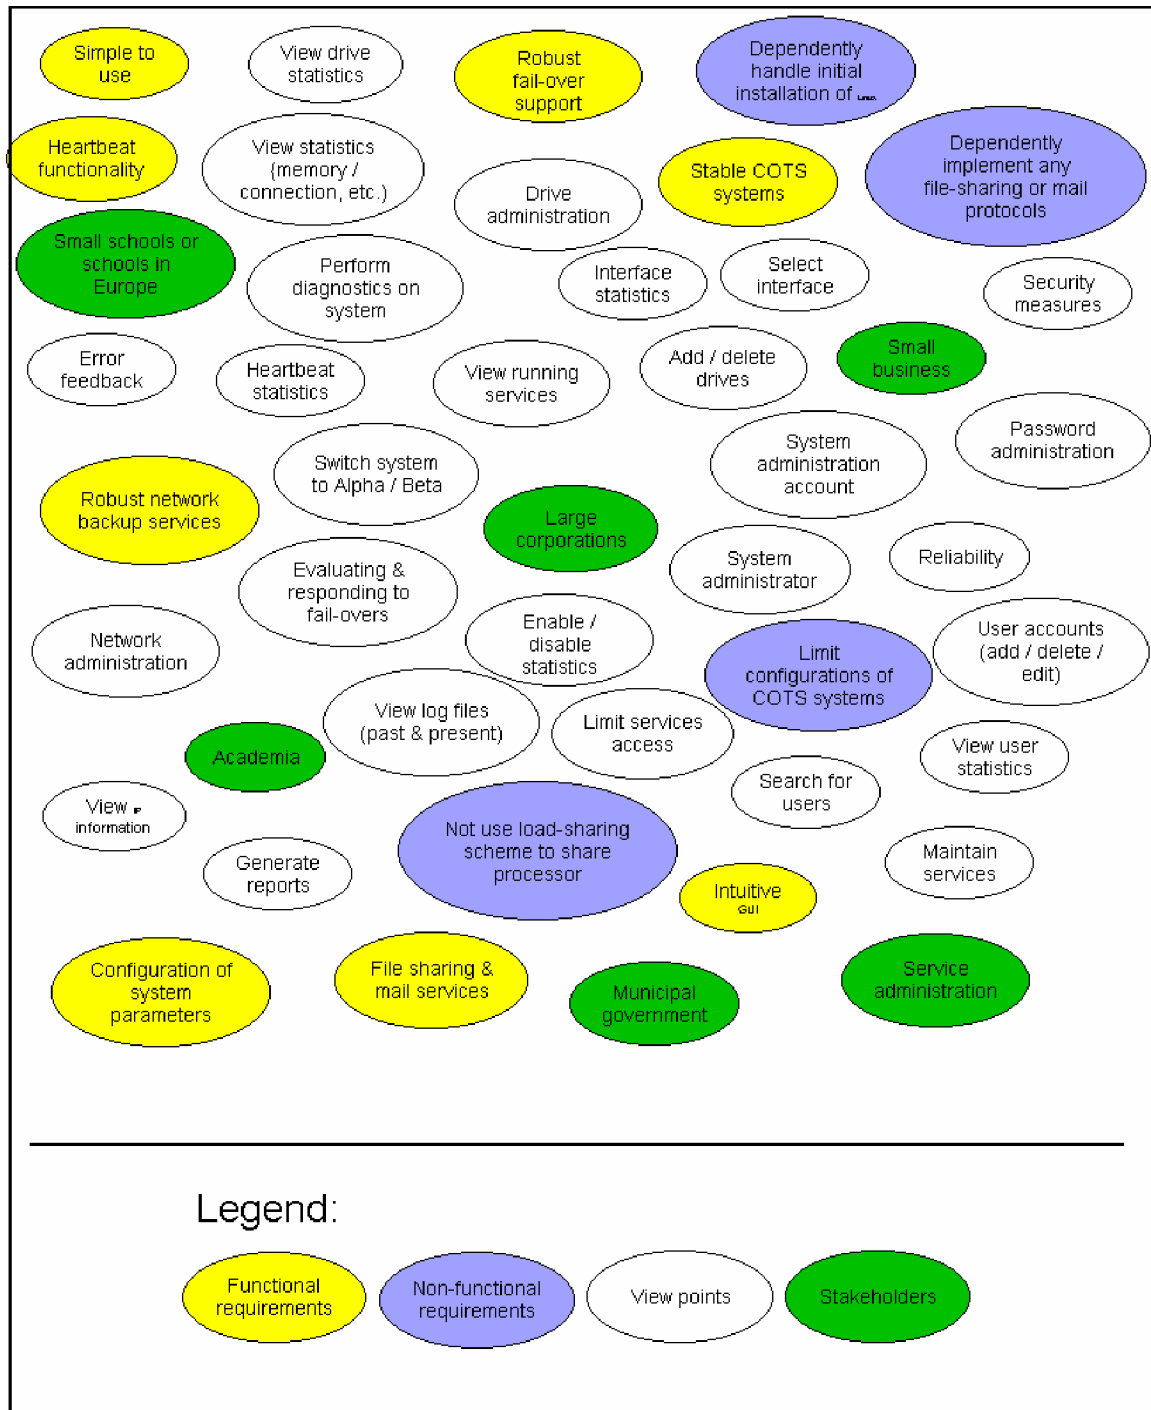 Simple to
use
View drive
statistics
Robust
fail-over
support
Dependently
handle initial
installation of Linux.
Heartbeat
functionality
View statistics
(memory /
connection, etc.)
Drive
administration
Stable COTS
systems
Dependently
implement any
file-sharing or mail
protocols
Small schools or
schools in
Europe
Perform
diagnostics on
system
Interface
statistics
Select
interface
Security
measures
Error
feedback
Heartbeat
statistics
View running
services
Add / delete
drives
Small
business
Switch system
to Alpha / Beta
System
administration
account
Password
administration
Robust network
backup services
Large
corporations
Evaluating &
responding to
fail-overs
System
administrator
Reliability
Network
administration
Enable /
disable
statistics
Limit
configurations of
COTS systems
User accounts
(add / delete /
edit)
View log files
(past & present)
Limit services
access
Academia
View user
statistics
Search for
users
View IP
information
Not use load-sharing
scheme to share
processor
Generate
reports
Maintain
services
Intuitive
GUI
Configuration of
system
parameters
File sharing &
mail services
Municipal
government
Service
administration
Legend:
Functional
requirements
Non-functional
requirements
View points
Stakeholders